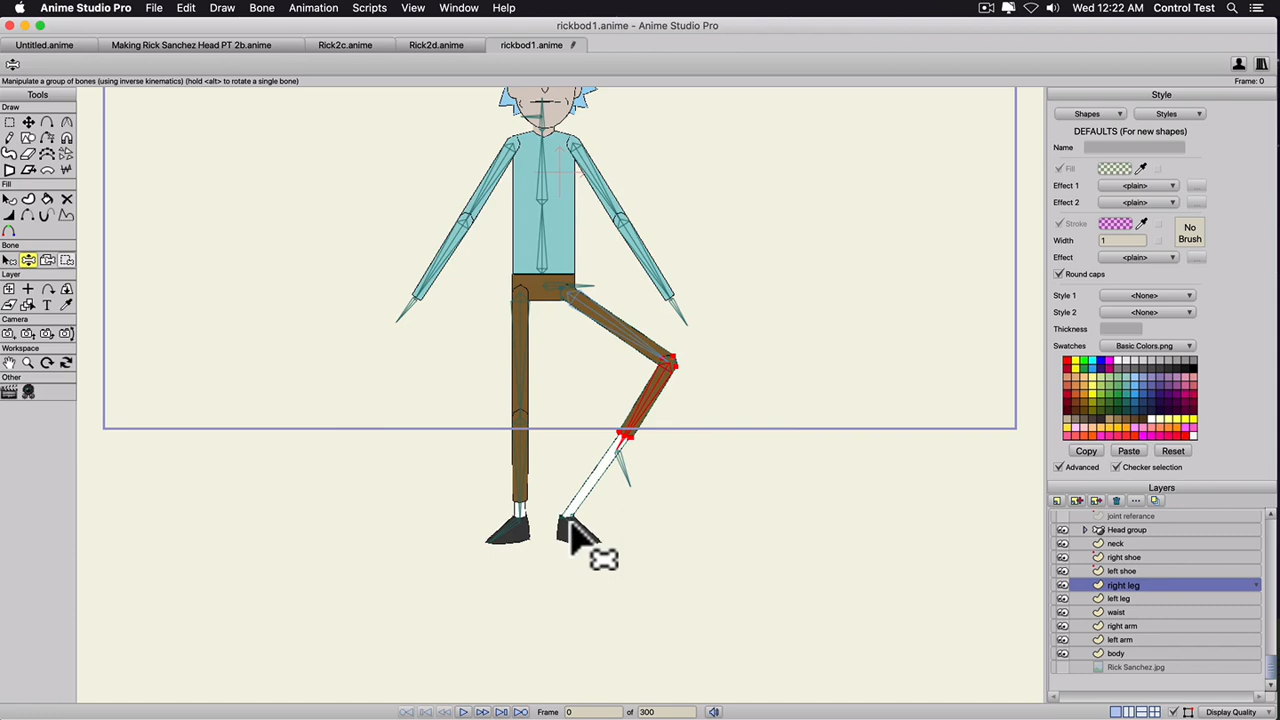 Anime Studio Pro File Edit Draw Bone Animation Scripts View Window Help Wed 12:22 AM Control Test
rickbod1.anime - Anime Studio Pro
Untitled.anime Making Rick Sanchez Head PT 2b.anime Rick2c.anime Rick2d.anime rickbod1.anime
Manipulate a group of bones (using inverse kinematics) (hold <alt> to rotate a single bone) Frame: 0
Tools
Draw
Fill
Bone
Layer
Camera
Workspace
Other
Style
Shapes Styles
DEFAULTS (For new shapes)
Name
Fill
Effect 1 <plain> ...
Effect 2 <plain> ...
Stroke
No
Brush
Width 1
Effect <plain> ...
Round caps
Style 1 <None>
Style 2 <None>
Thickness
Swatches Basic Colors.png
Copy Paste Reset
Advanced Checker selection
Layers
joint referance
Head group
neck
right shoe
left shoe
right leg
left leg
waist
right arm
left arm
body
Rick Sanchez.jpg
Frame 0 of 300 Display Quality